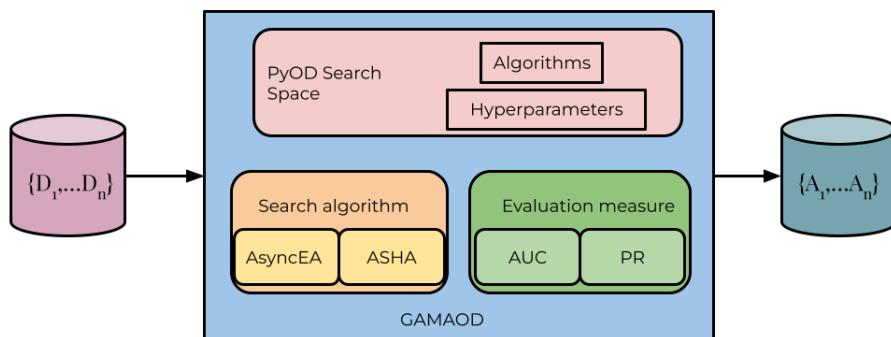 PyOD Search
Space
Algorithms
Hyperparameters
{D₁,...Dₙ}
{A₁,...Aₙ}
Search algorithm
AsyncEA
ASHA
Evaluation measure
AUC
PR
GAMAOD